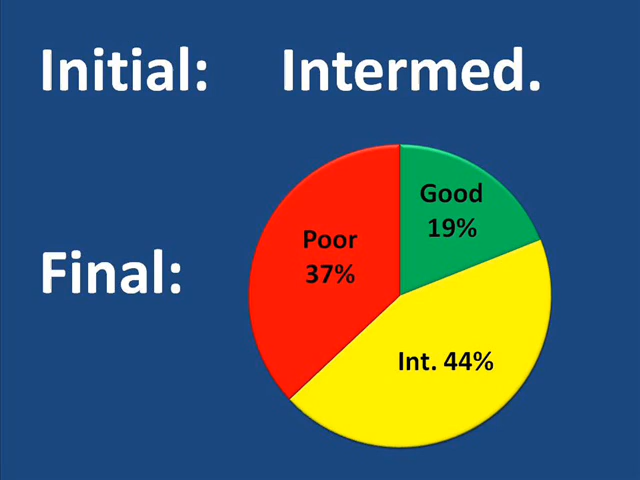 Initial: Intermed.
Good
19%
Poor
37%
Final:
Int. 44%